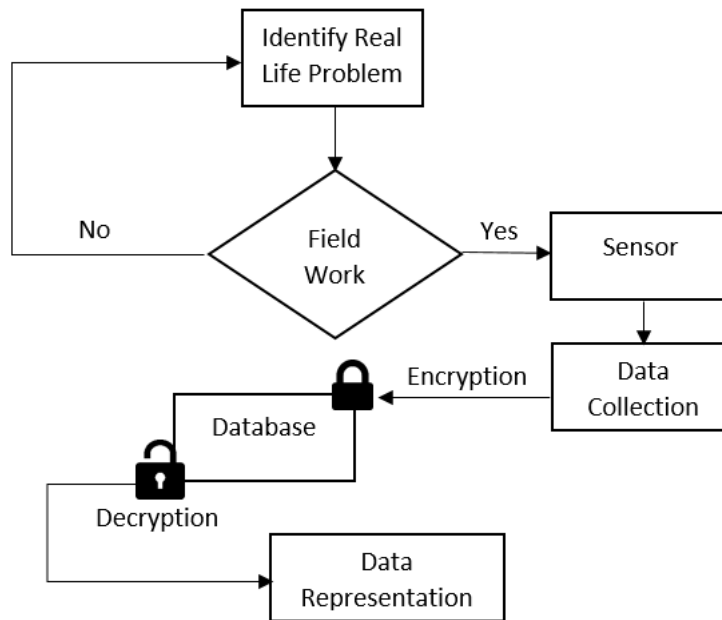 Identify Real
Life Problem
No
Field
Work
Yes
Sensor
Data
Collection
Encryption
Database
Decryption
Data
Representation